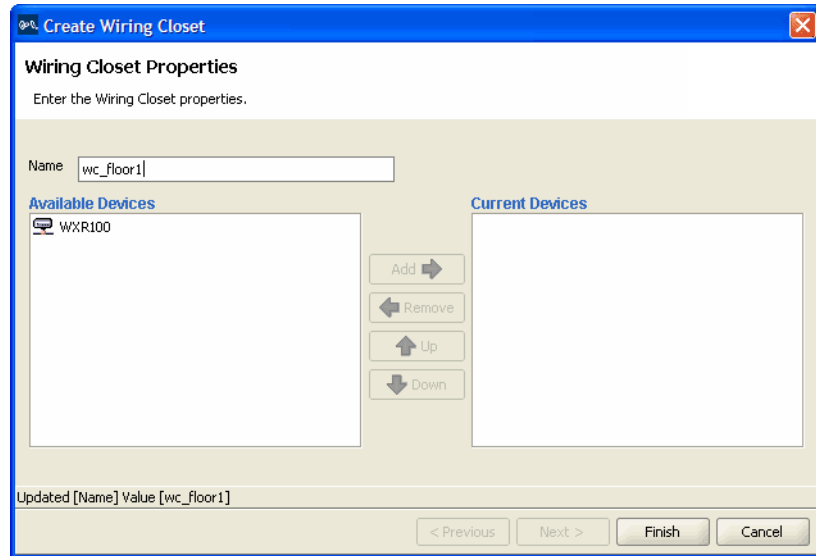 Create Wiring Closet
Wiring Closet Properties
Enter the Wiring Closet properties.
Name wc_floor1
Available Devices
Current Devices
WXR100
Add
Remove
Up
Down
Updated [Name] Value [wc_floor1]
< Previous Next > Finish Cancel